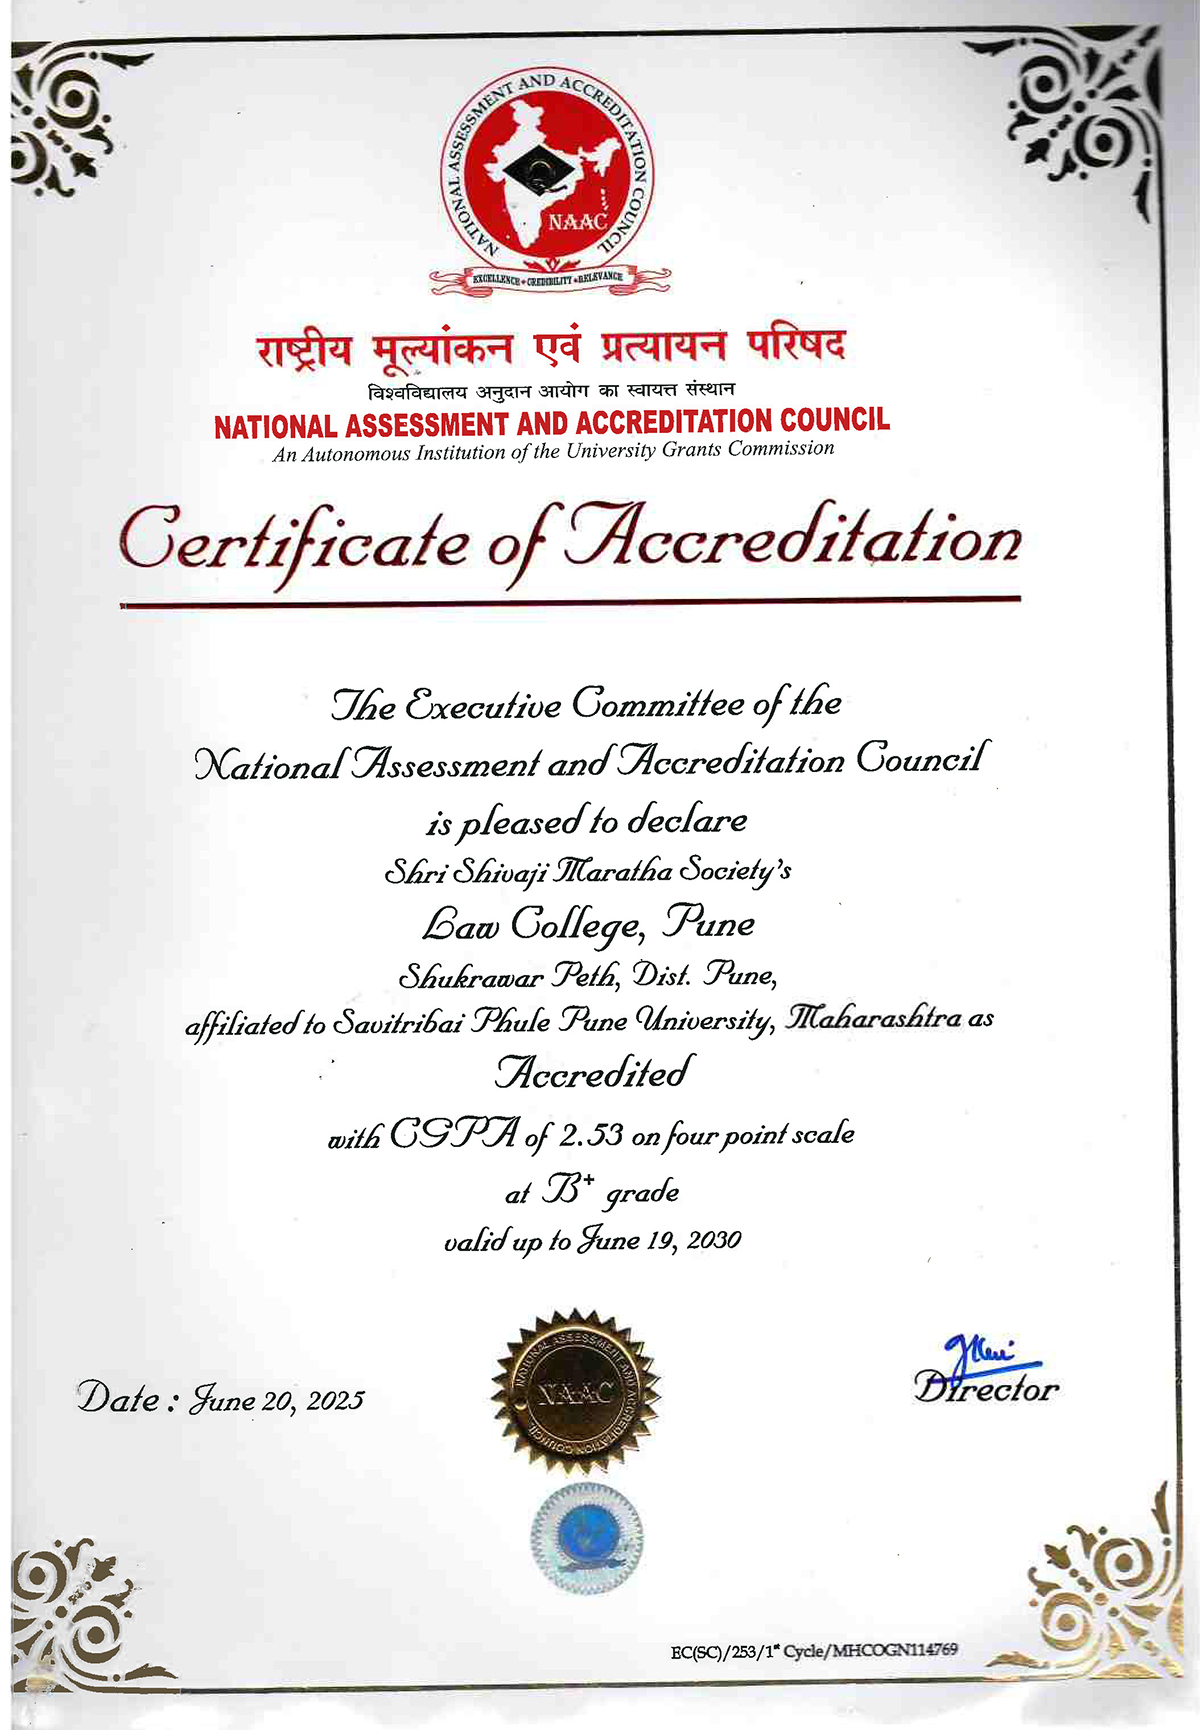 NATIONAL ASSESSMENT AND ACCREDITATION COUNCIL
NAAC
EXCELLENCE • CREDIBILITY • RELEVANCE
राष्ट्रीय मूल्यांकन एवं प्रत्यायन परिषद
विश्वविद्यालय अनुदान आयोग का स्वायत्त संस्थान
NATIONAL ASSESSMENT AND ACCREDITATION COUNCIL
An Autonomous Institution of the University Grants Commission
Certificate of Accreditation
The Executive Committee of the
National Assessment and Accreditation Council
is pleased to declare
Shri Shivaji Maratha Society's
Law College, Pune
Shukrawar Peth, Dist. Pune,
affiliated to Savitribai Phule Pune University, Maharashtra as
Accredited
with CGPA of 2.53 on four point scale
at B+ grade
valid up to June 19, 2030
NATIONAL ASSESSMENT AND ACCREDITATION COUNCIL
NAAC
Date : June 20, 2025
Director
EC(SC)/253/1st Cycle/MHCOGN114769